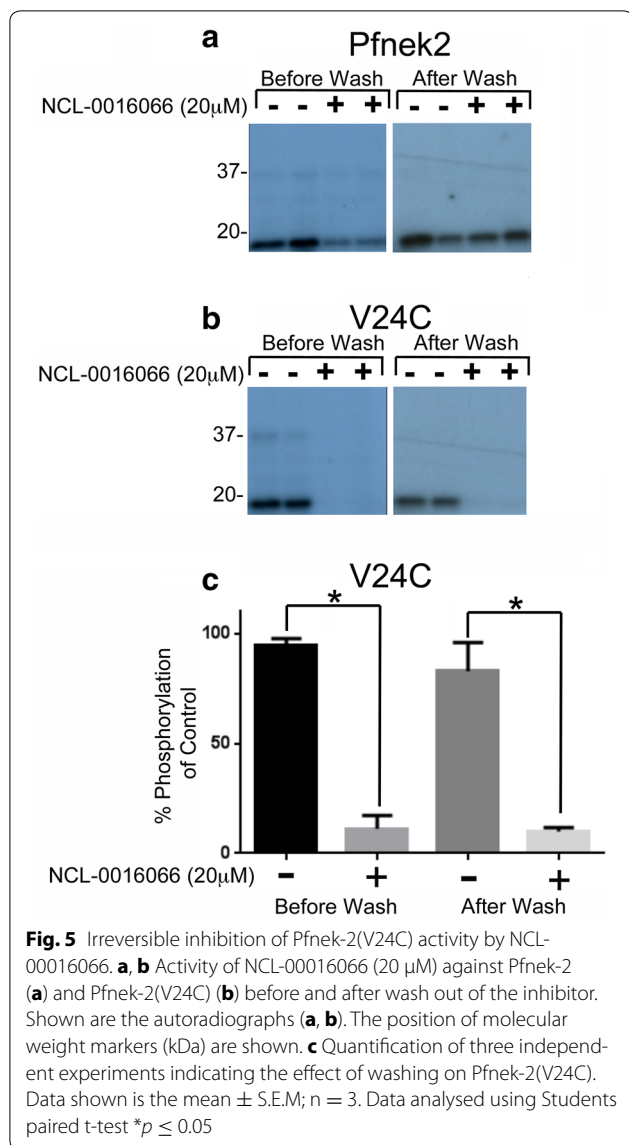 a Pfnek2
Before Wash After Wash
NCL-0016066 (20μM) - - + + - - + +
37-
20-
b V24C
Before Wash After Wash
NCL-0016066 (20μM) - - + + - - + +
37-
20-
c V24C
* *
100
50
0
% Phosphorylation
of Control
NCL-0016066 (20μM) - + - +
Before Wash After Wash
Fig. 5 Irreversible inhibition of Pfnek-2(V24C) activity by NCL-
00016066. a, b Activity of NCL-00016066 (20 μM) against Pfnek-2
(a) and Pfnek-2(V24C) (b) before and after wash out of the inhibitor.
Shown are the autoradiographs (a, b). The position of molecular
weight markers (kDa) are shown. c Quantification of three independ-
ent experiments indicating the effect of washing on Pfnek-2(V24C).
Data shown is the mean ± S.E.M; n = 3. Data analysed using Students
paired t-test *p ≤ 0.05